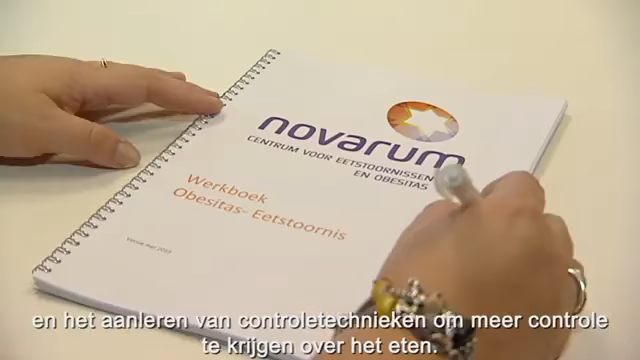 novarum
CENTRUM VOOR EETSTOORNISSEN
EN OBESITAS
Werkboek
Obesitas- Eetstoornis
en het aanleren van controletechnieken om meer controle
te krijgen over het eten.